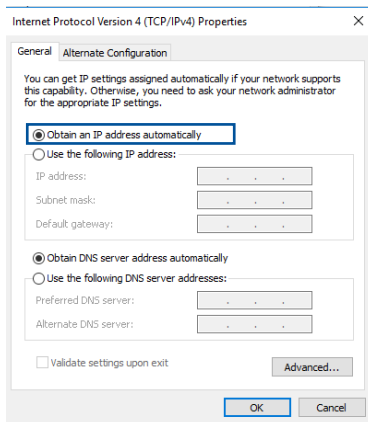 Internet Protocol Version 4 (TCP/IPv4) Properties
General Alternate Configuration
You can get IP settings assigned automatically if your network supports
this capability. Otherwise, you need to ask your network administrator
for the appropriate IP settings.
Obtain an IP address automatically
Use the following IP address:
IP address:
Subnet mask:
Default gateway:
Obtain DNS server address automatically
Use the following DNS server addresses:
Preferred DNS server:
Alternate DNS server:
Validate settings upon exit
Advanced...
OK Cancel